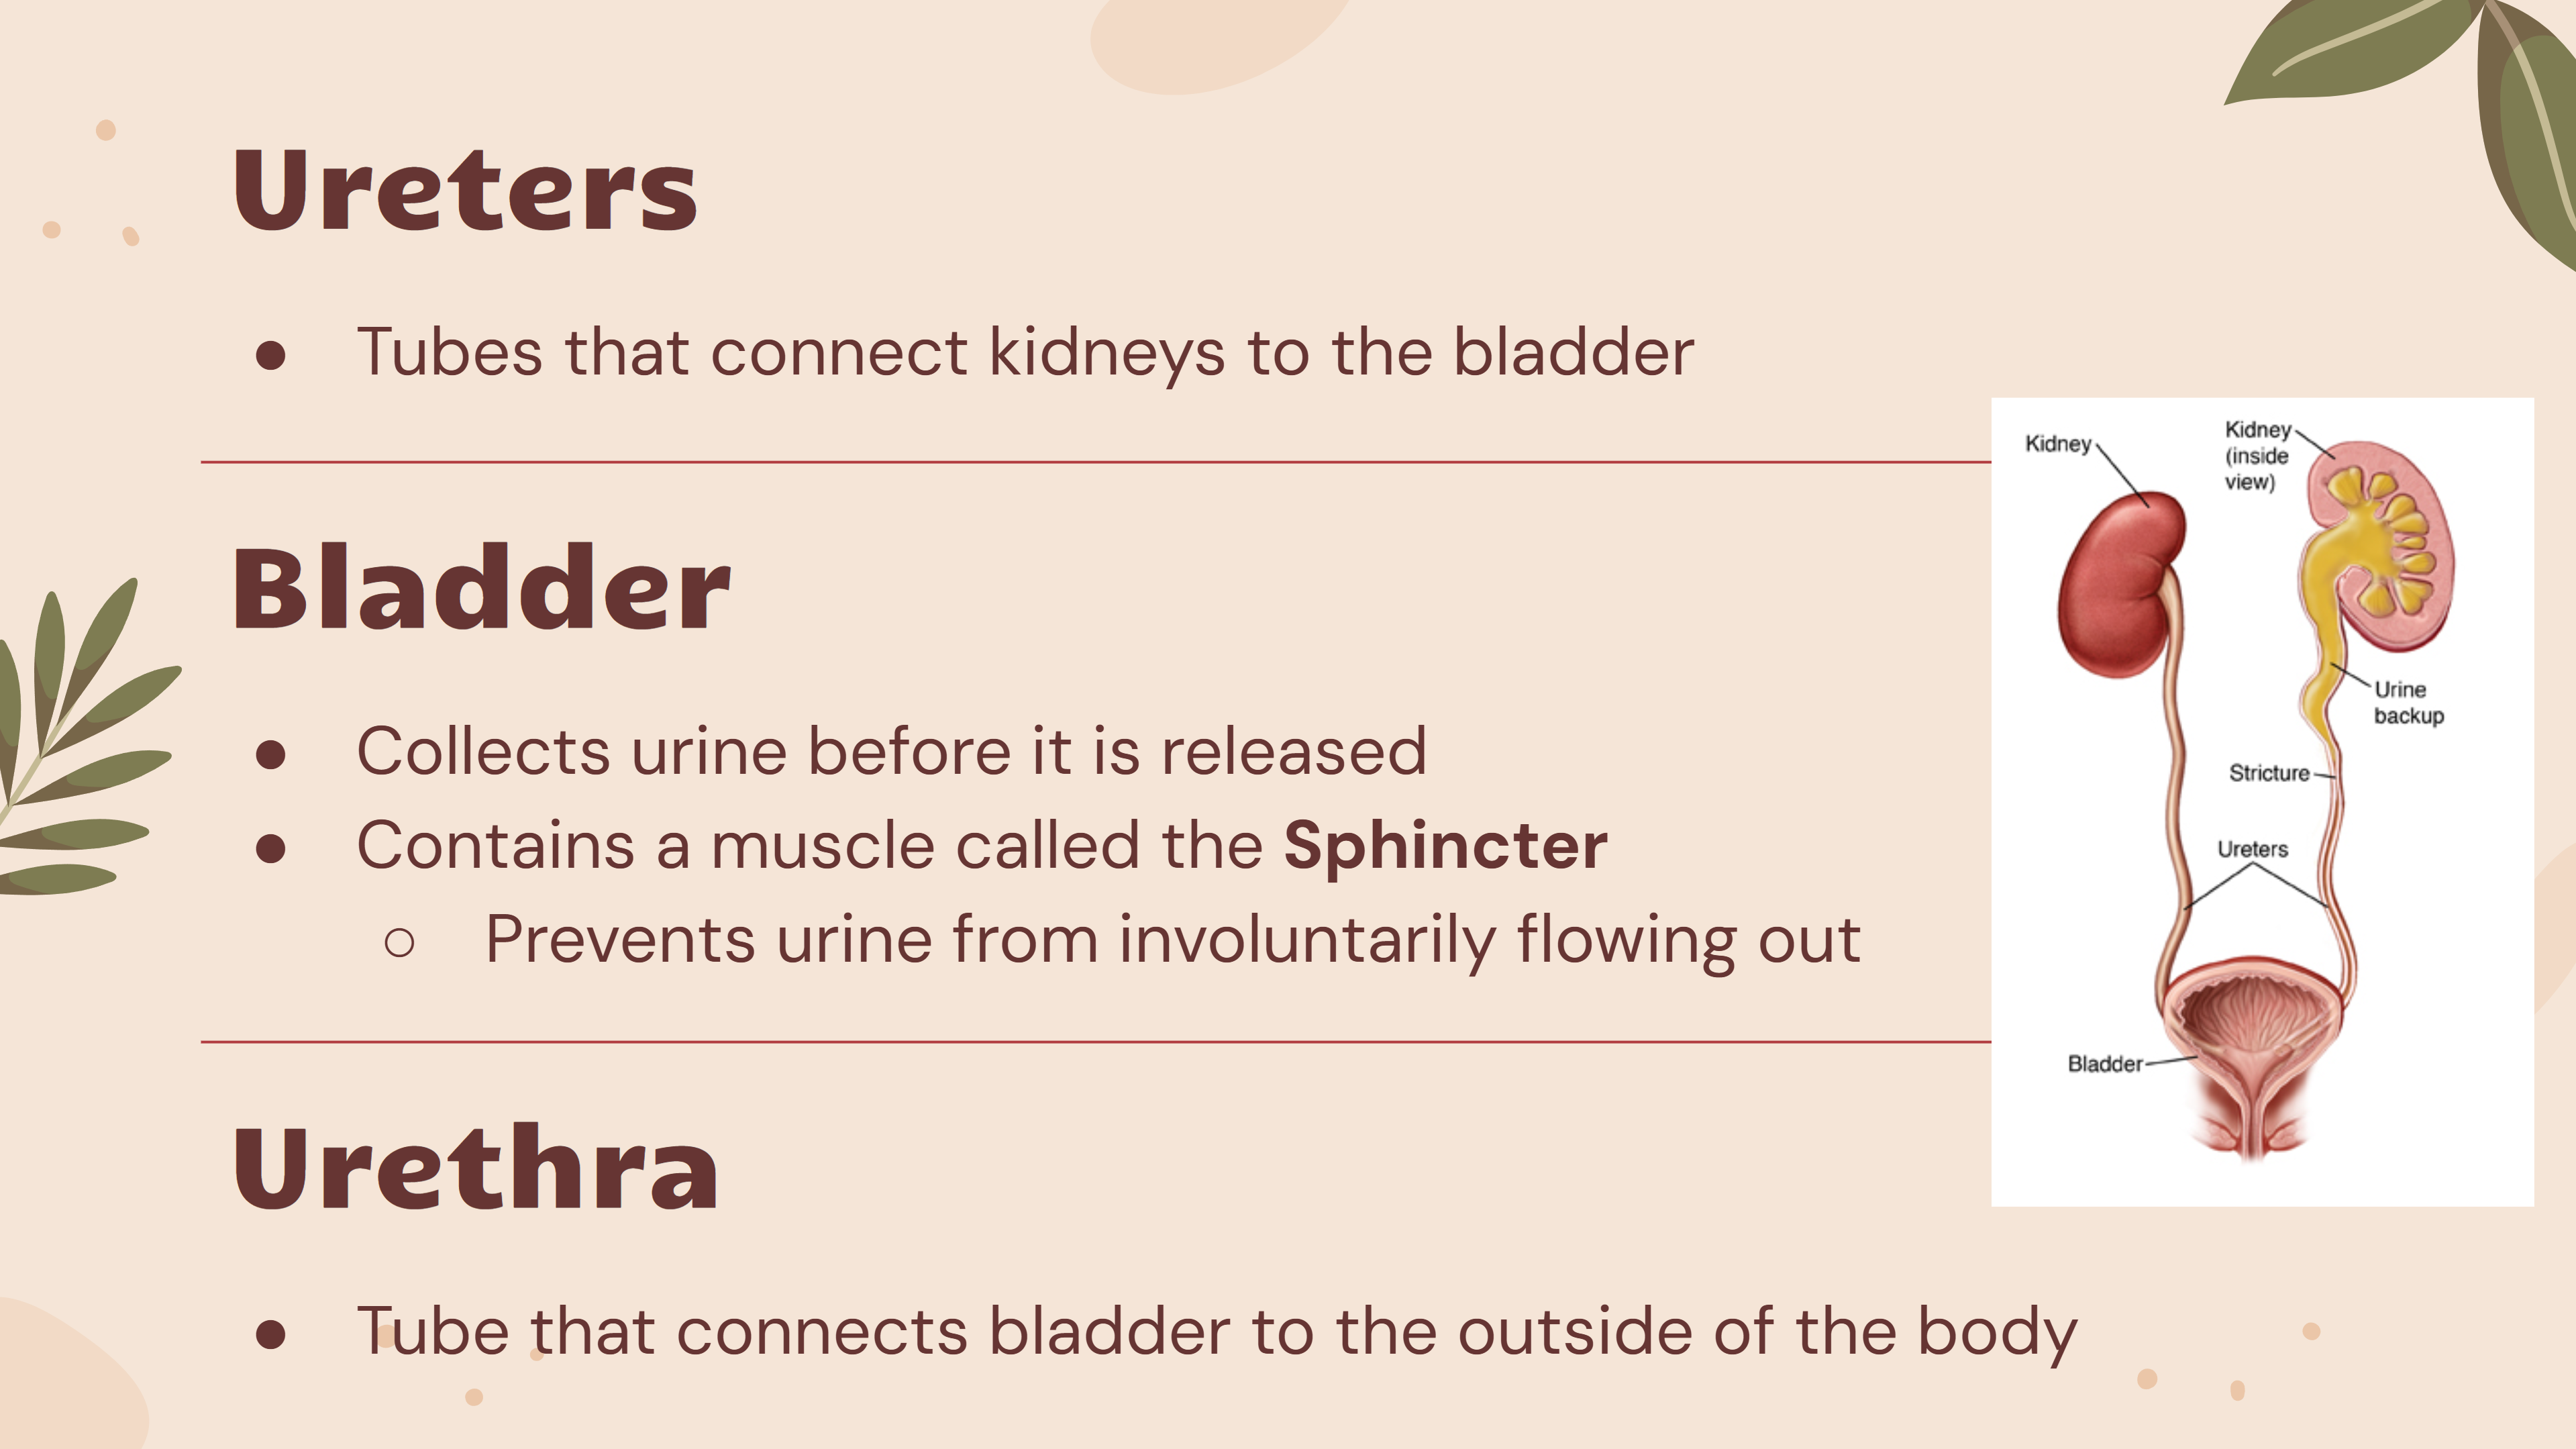 Ureters
● Tubes that connect kidneys to the bladder
Bladder
● Collects urine before it is released
● Contains a muscle called the Sphincter
○ Prevents urine from involuntarily flowing out
Urethra
● Tube that connects bladder to the outside of the body
Kidney
Kidney
(inside
view)
Urine
backup
Stricture
Ureters
Bladder